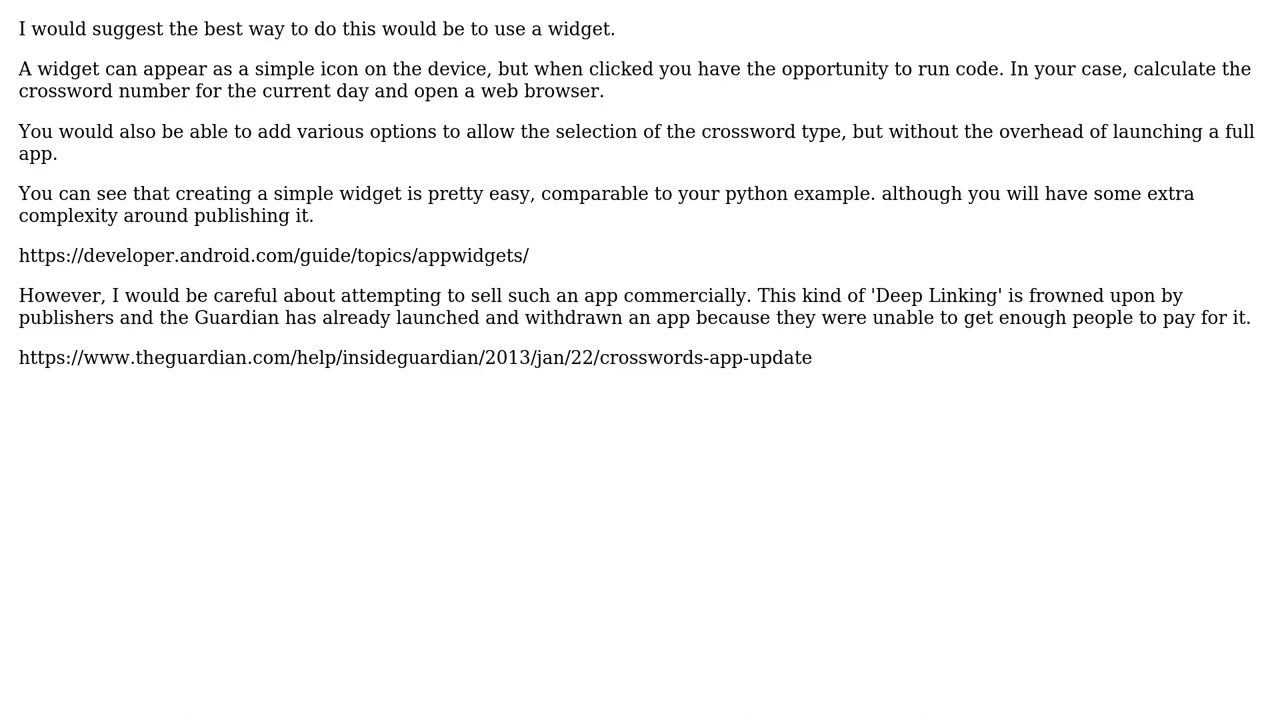 I would suggest the best way to do this would be to use a widget.
A widget can appear as a simple icon on the device, but when clicked you have the opportunity to run code. In your case, calculate the
crossword number for the current day and open a web browser.
You would also be able to add various options to allow the selection of the crossword type, but without the overhead of launching a full
app.
You can see that creating a simple widget is pretty easy, comparable to your python example. although you will have some extra
complexity around publishing it.
https://developer.android.com/guide/topics/appwidgets/
However, I would be careful about attempting to sell such an app commercially. This kind of 'Deep Linking' is frowned upon by
publishers and the Guardian has already launched and withdrawn an app because they were unable to get enough people to pay for it.
https://www.theguardian.com/help/insideguardian/2013/jan/22/crosswords-app-update